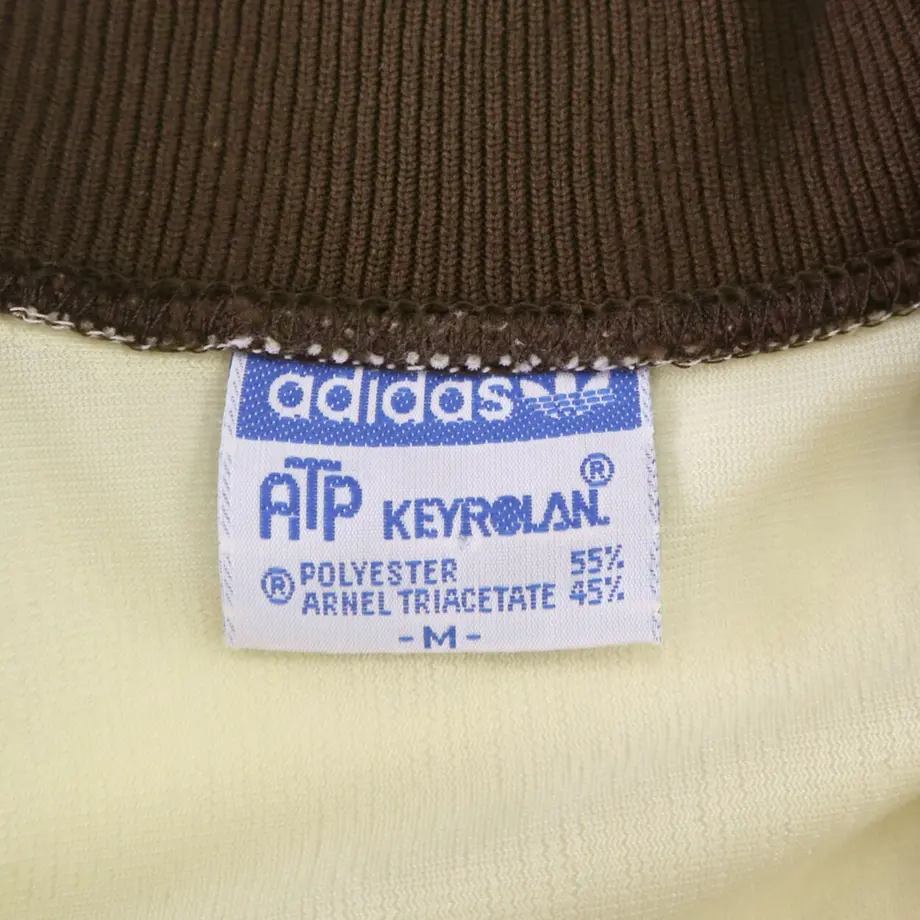 adidas
ATP KEYROLAN ®
POLYESTER 55%
® ARNEL TRIACETATE 45%
-M-